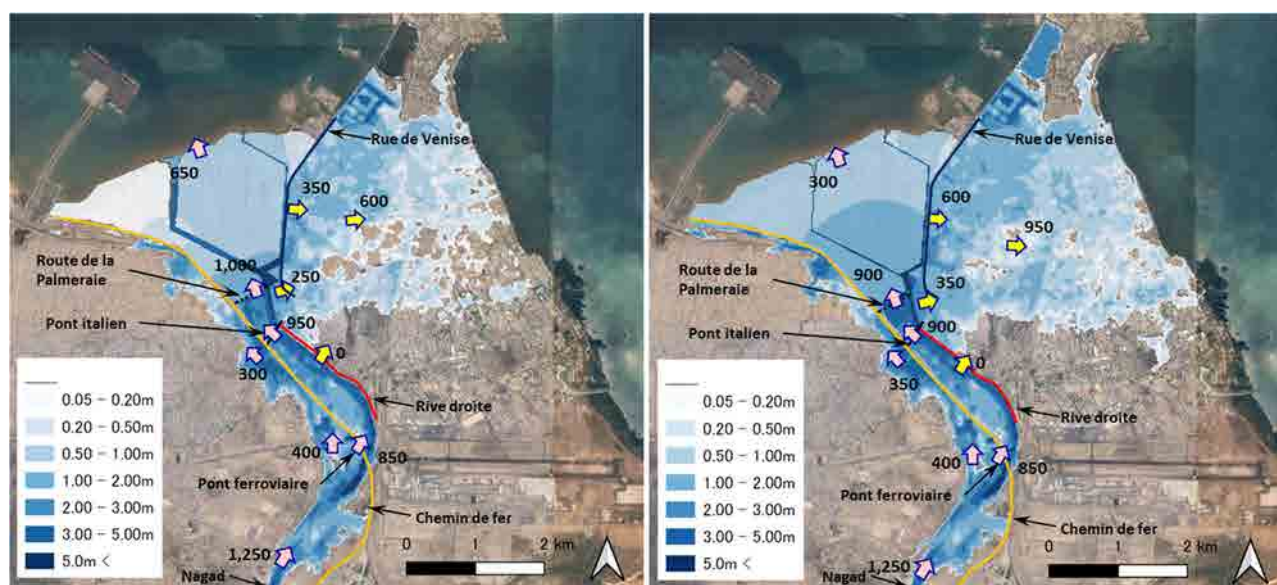 Rue de Venise
650
350
600
Route de la
Palmeraie
1,000
250
Pont italien
950
0
300
Rive droite
400
850
Pont ferroviaire
Chemin de fer
1,250
Nagad
0.05 – 0.20m
0.20 – 0.50m
0.50 – 1.00m
1.00 – 2.00m
2.00 – 3.00m
3.00 – 5.00m
5.0m <
0 1 2 km
Rue de Venise
300
600
950
Route de la
Palmeraie
900
350
Pont italien
900
0
350
Rive droite
400
850
Pont ferroviaire
Chemin de fer
1,250
Nagad
0.05 – 0.20m
0.20 – 0.50m
0.50 – 1.00m
1.00 – 2.00m
2.00 – 3.00m
3.00 – 5.00m
5.0m <
0 1 2 km